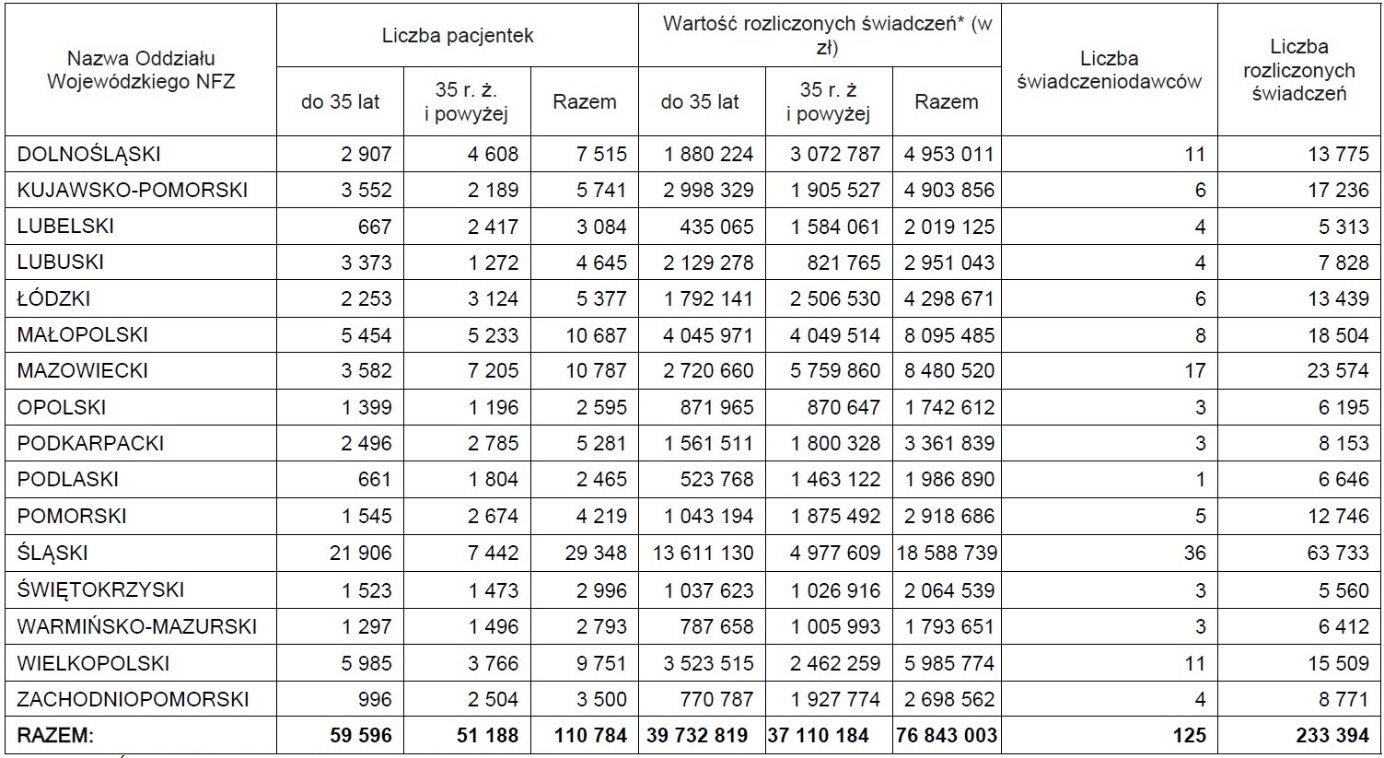 Nazwa Oddziału Wojewódzkiego NFZ | Liczba pacjentek | Wartość rozliczonych świadczeń* (w zł) | Liczba świadczeniodawców | Liczba rozliczonych świadczeń
do 35 lat | 35 r. ż. i powyżej | Razem | do 35 lat | 35 r. ż i powyżej | Razem
DOLNOŚLĄSKI 2 907 4 608 7 515 1 880 224 3 072 787 4 953 011 11 13 775
KUJAWSKO-POMORSKI 3 552 2 189 5 741 2 998 329 1 905 527 4 903 856 6 17 236
LUBELSKI 667 2 417 3 084 435 065 1 584 061 2 019 125 4 5 313
LUBUSKI 3 373 1 272 4 645 2 129 278 821 765 2 951 043 4 7 828
ŁÓDZKI 2 253 3 124 5 377 1 792 141 2 506 530 4 298 671 6 13 439
MAŁOPOLSKI 5 454 5 233 10 687 4 045 971 4 049 514 8 095 485 8 18 504
MAZOWIECKI 3 582 7 205 10 787 2 720 660 5 759 860 8 480 520 17 23 574
OPOLSKI 1 399 1 196 2 595 871 965 870 647 1 742 612 3 6 195
PODKARPACKI 2 496 2 785 5 281 1 561 511 1 800 328 3 361 839 3 8 153
PODLASKI 661 1 804 2 465 523 768 1 463 122 1 986 890 1 6 646
POMORSKI 1 545 2 674 4 219 1 043 194 1 875 492 2 918 686 5 12 746
ŚLĄSKI 21 906 7 442 29 348 13 611 130 4 977 609 18 588 739 36 63 733
ŚWIĘTOKRZYSKI 1 523 1 473 2 996 1 037 623 1 026 916 2 064 539 3 5 560
WARMIŃSKO-MAZURSKI 1 297 1 496 2 793 787 658 1 005 993 1 793 651 3 6 412
WIELKOPOLSKI 5 985 3 766 9 751 3 523 515 2 462 259 5 985 774 11 15 509
ZACHODNIOPOMORSKI 996 2 504 3 500 770 787 1 927 774 2 698 562 4 8 771
RAZEM: 59 596 51 188 110 784 39 732 819 37 110 184 76 843 003 125 233 394